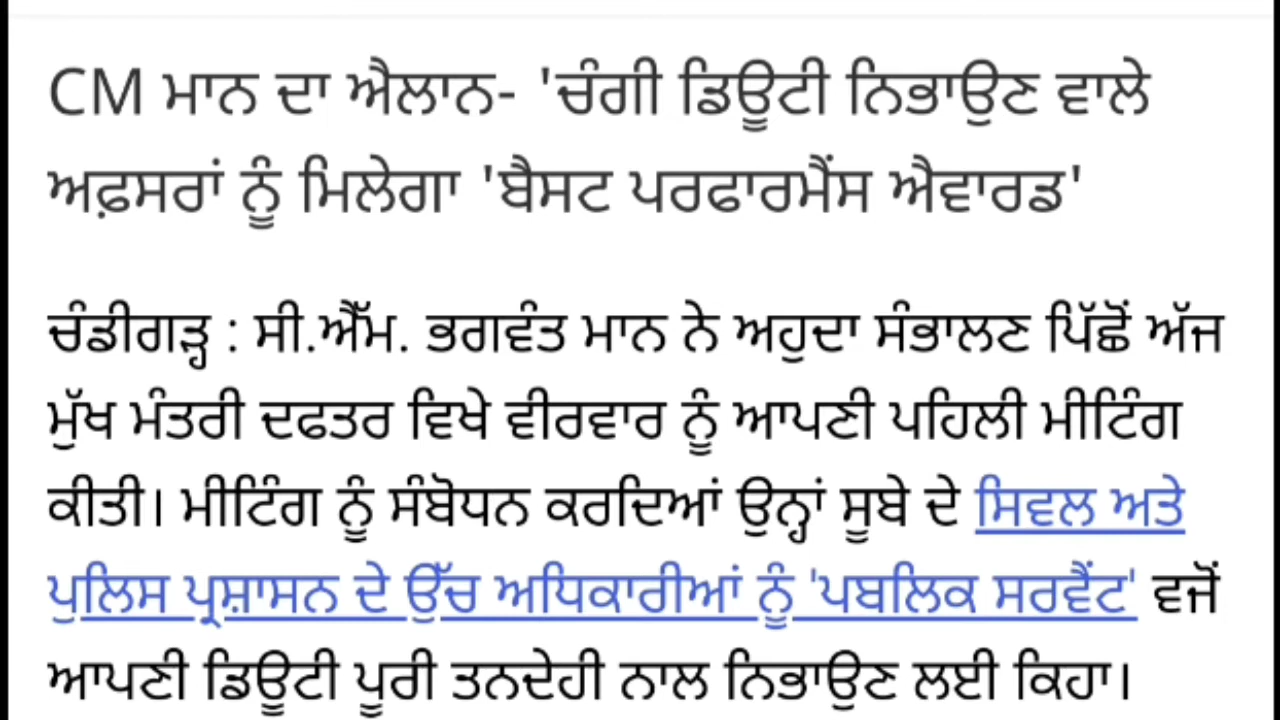 CM ਮਾਨ ਦਾ ਐਲਾਨ- 'ਚੰਗੀ ਡਿਊਟੀ ਨਿਭਾਉਣ ਵਾਲੇ
ਅਫ਼ਸਰਾਂ ਨੂੰ ਮਿਲੇਗਾ 'ਬੈਸਟ ਪਰਫਾਰਮੈਂਸ ਐਵਾਰਡ'
ਚੰਡੀਗੜ੍ਹ : ਸੀ.ਐੱਮ. ਭਗਵੰਤ ਮਾਨ ਨੇ ਅਹੁਦਾ ਸੰਭਾਲਣ ਪਿੱਛੋਂ ਅੱਜ
ਮੁੱਖ ਮੰਤਰੀ ਦਫਤਰ ਵਿਖੇ ਵੀਰਵਾਰ ਨੂੰ ਆਪਣੀ ਪਹਿਲੀ ਮੀਟਿੰਗ
ਕੀਤੀ। ਮੀਟਿੰਗ ਨੂੰ ਸੰਬੋਧਨ ਕਰਦਿਆਂ ਉਨ੍ਹਾਂ ਸੂਬੇ ਦੇ ਸਿਵਲ ਅਤੇ
ਪੁਲਿਸ ਪ੍ਰਸ਼ਾਸਨ ਦੇ ਉੱਚ ਅਧਿਕਾਰੀਆਂ ਨੂੰ 'ਪਬਲਿਕ ਸਰਵੈਂਟ' ਵਜੋਂ
ਆਪਣੀ ਡਿਊਟੀ ਪੂਰੀ ਤਨਦੇਹੀ ਨਾਲ ਨਿਭਾਉਣ ਲਈ ਕਿਹਾ।